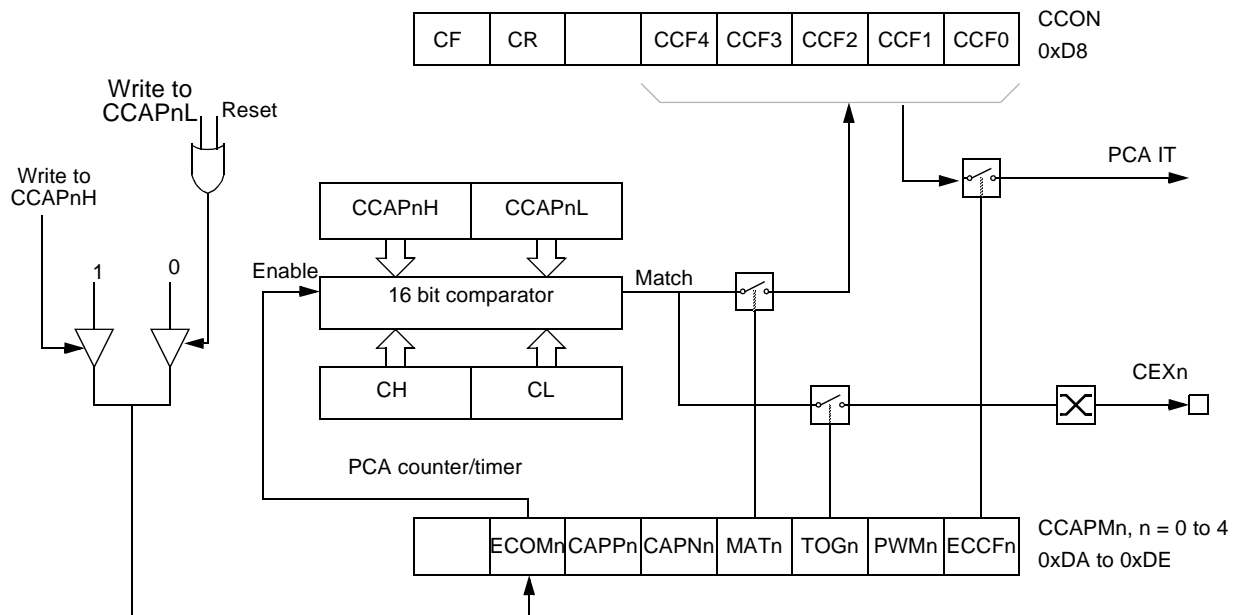 CF CR CCF4 CCF3 CCF2 CCF1 CCF0
CCON
0xD8
Write to
CCAPnL
Reset
Write to
CCAPnH
PCA IT
CCAPnH CCAPnL
1
0
Enable
16 bit comparator
Match
CH CL
CEXn
PCA counter/timer
ECOMn CAPPn CAPNn MATn TOGn PWMn ECCFn
CCAPMn, n = 0 to 4
0xDA to 0xDE